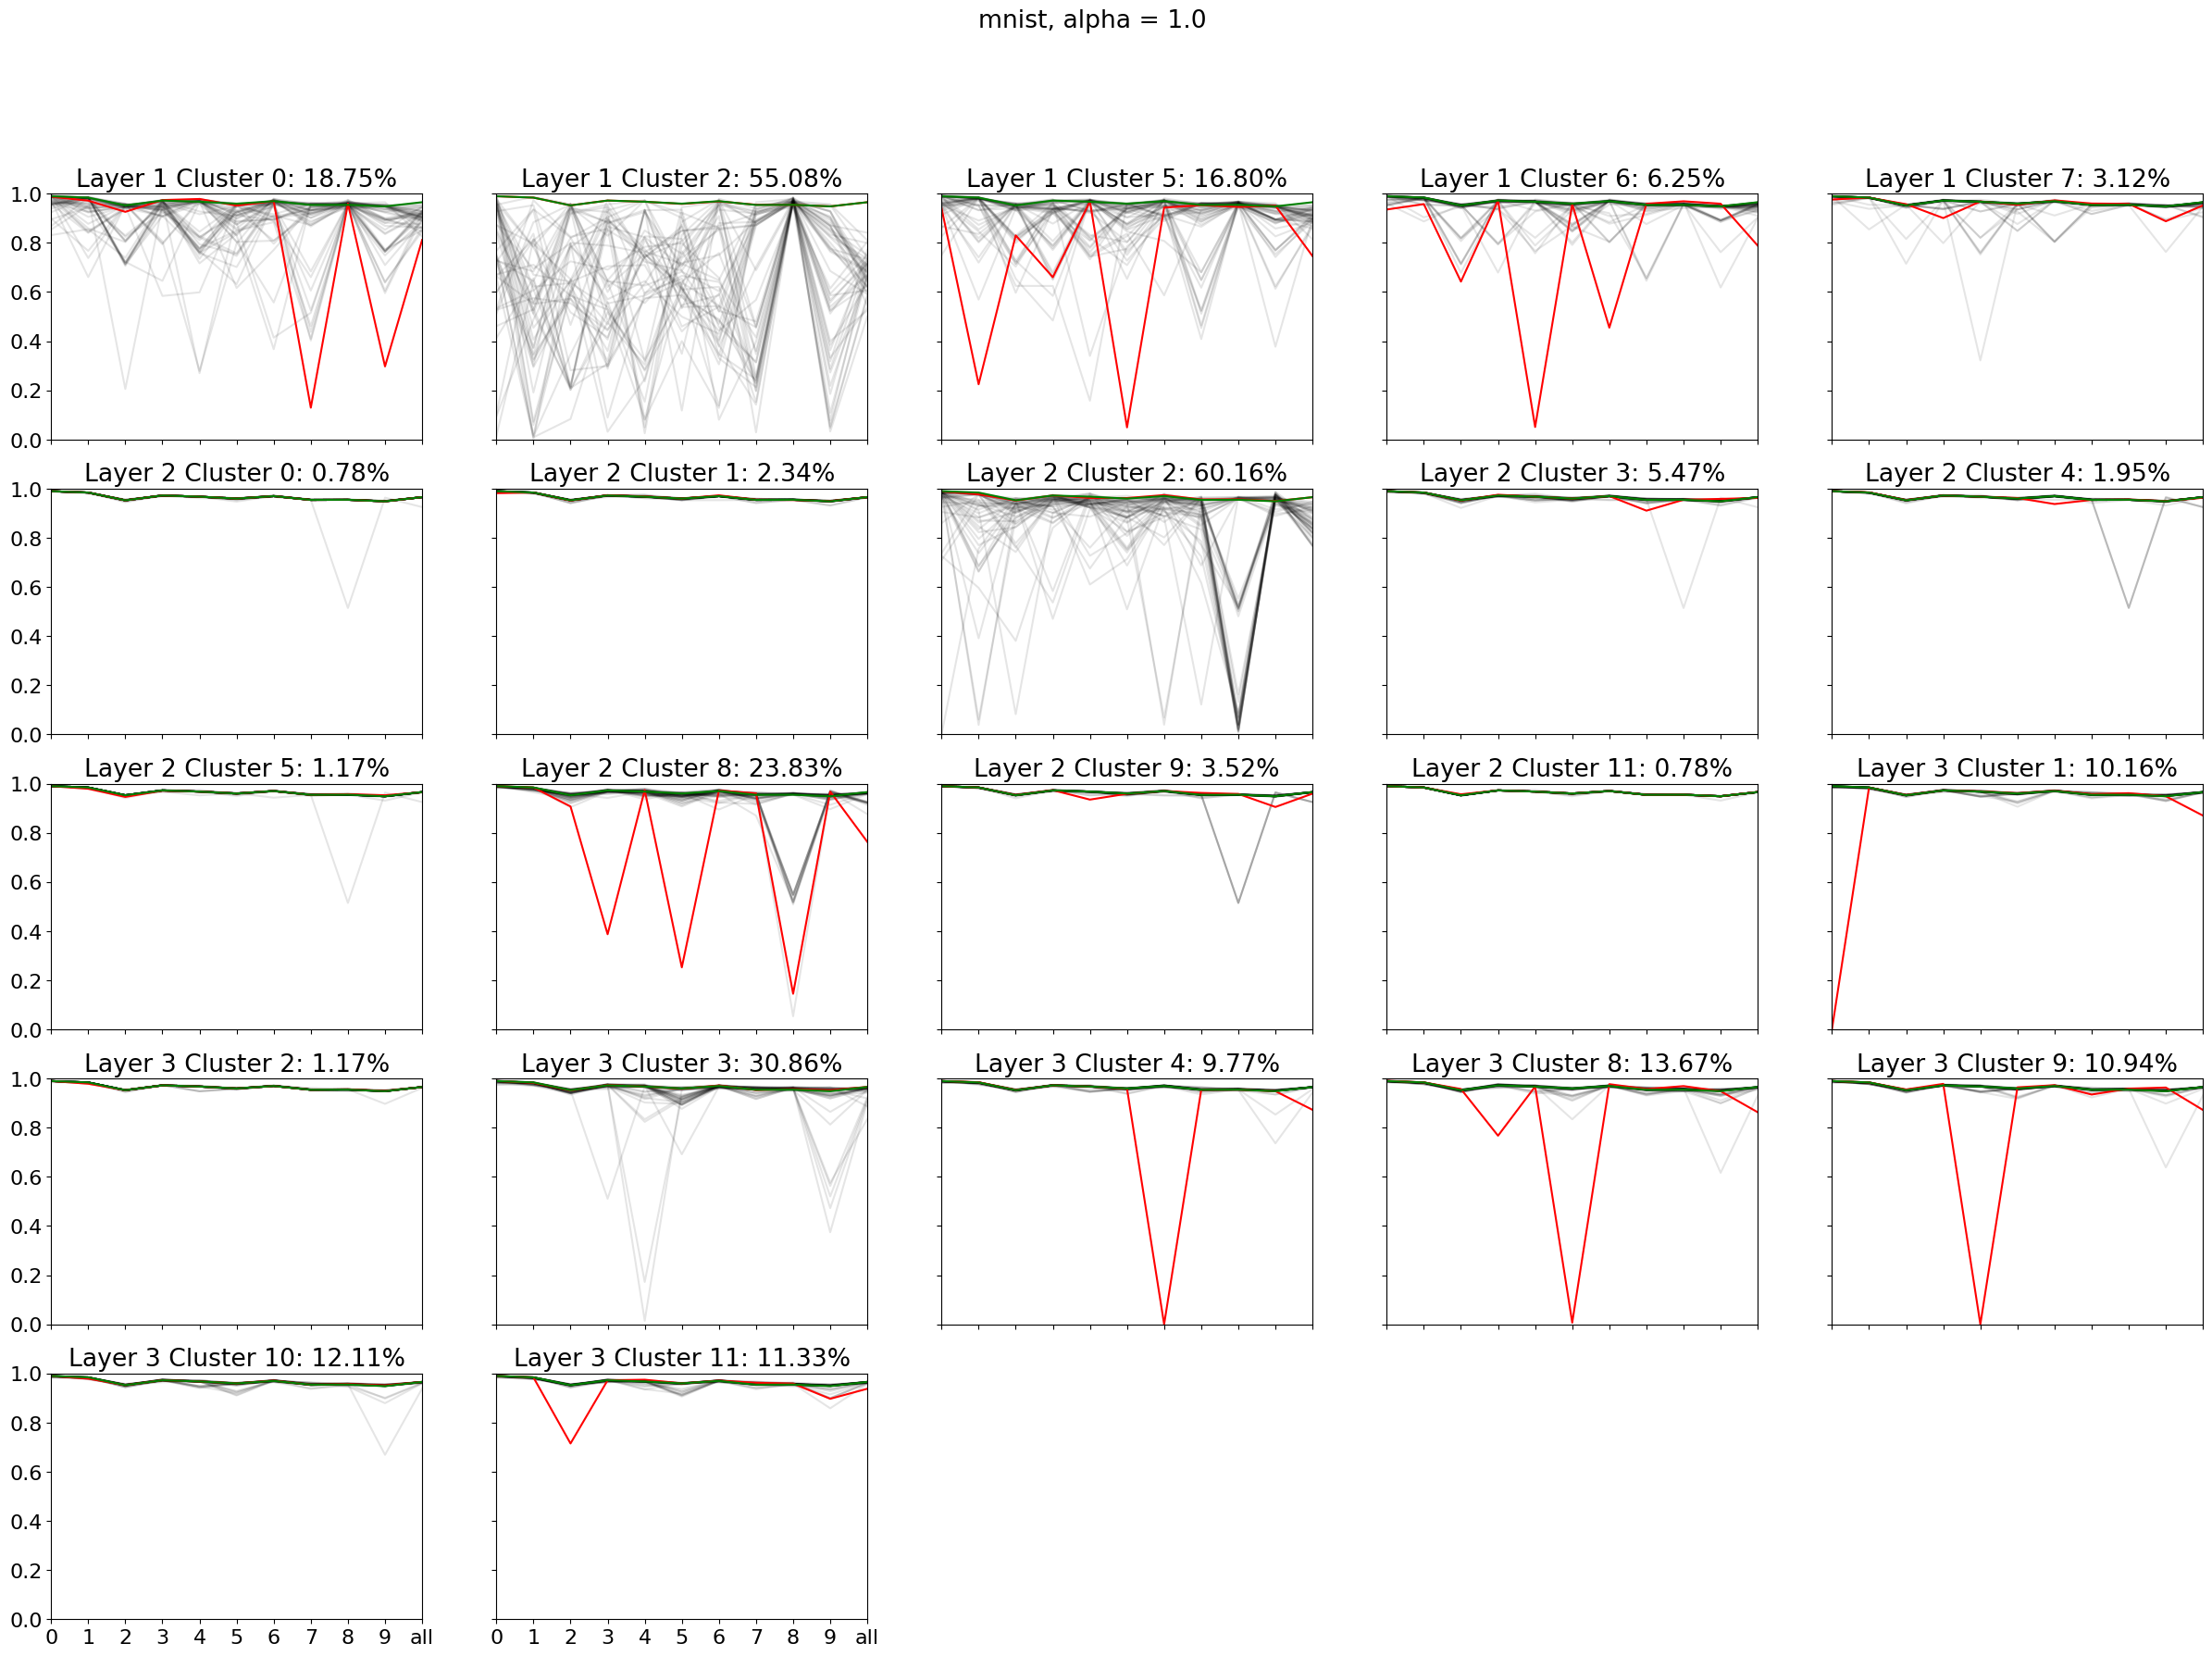 mnist, alpha = 1.0
Layer 1 Cluster 0: 18.75%
Layer 1 Cluster 2: 55.08%
Layer 1 Cluster 5: 16.80%
Layer 1 Cluster 6: 6.25%
Layer 1 Cluster 7: 3.12%
1.0
0.8
0.6
0.4
0.2
0.0
Layer 2 Cluster 0: 0.78%
Layer 2 Cluster 1: 2.34%
Layer 2 Cluster 2: 60.16%
Layer 2 Cluster 3: 5.47%
Layer 2 Cluster 4: 1.95%
1.0
0.8
0.6
0.4
0.2
0.0
Layer 2 Cluster 5: 1.17%
Layer 2 Cluster 8: 23.83%
Layer 2 Cluster 9: 3.52%
Layer 2 Cluster 11: 0.78%
Layer 3 Cluster 1: 10.16%
1.0
0.8
0.6
0.4
0.2
0.0
Layer 3 Cluster 2: 1.17%
Layer 3 Cluster 3: 30.86%
Layer 3 Cluster 4: 9.77%
Layer 3 Cluster 8: 13.67%
Layer 3 Cluster 9: 10.94%
1.0
0.8
0.6
0.4
0.2
0.0
Layer 3 Cluster 10: 12.11%
Layer 3 Cluster 11: 11.33%
1.0
0.8
0.6
0.4
0.2
0.0
0 1 2 3 4 5 6 7 8 9 all
0 1 2 3 4 5 6 7 8 9 all